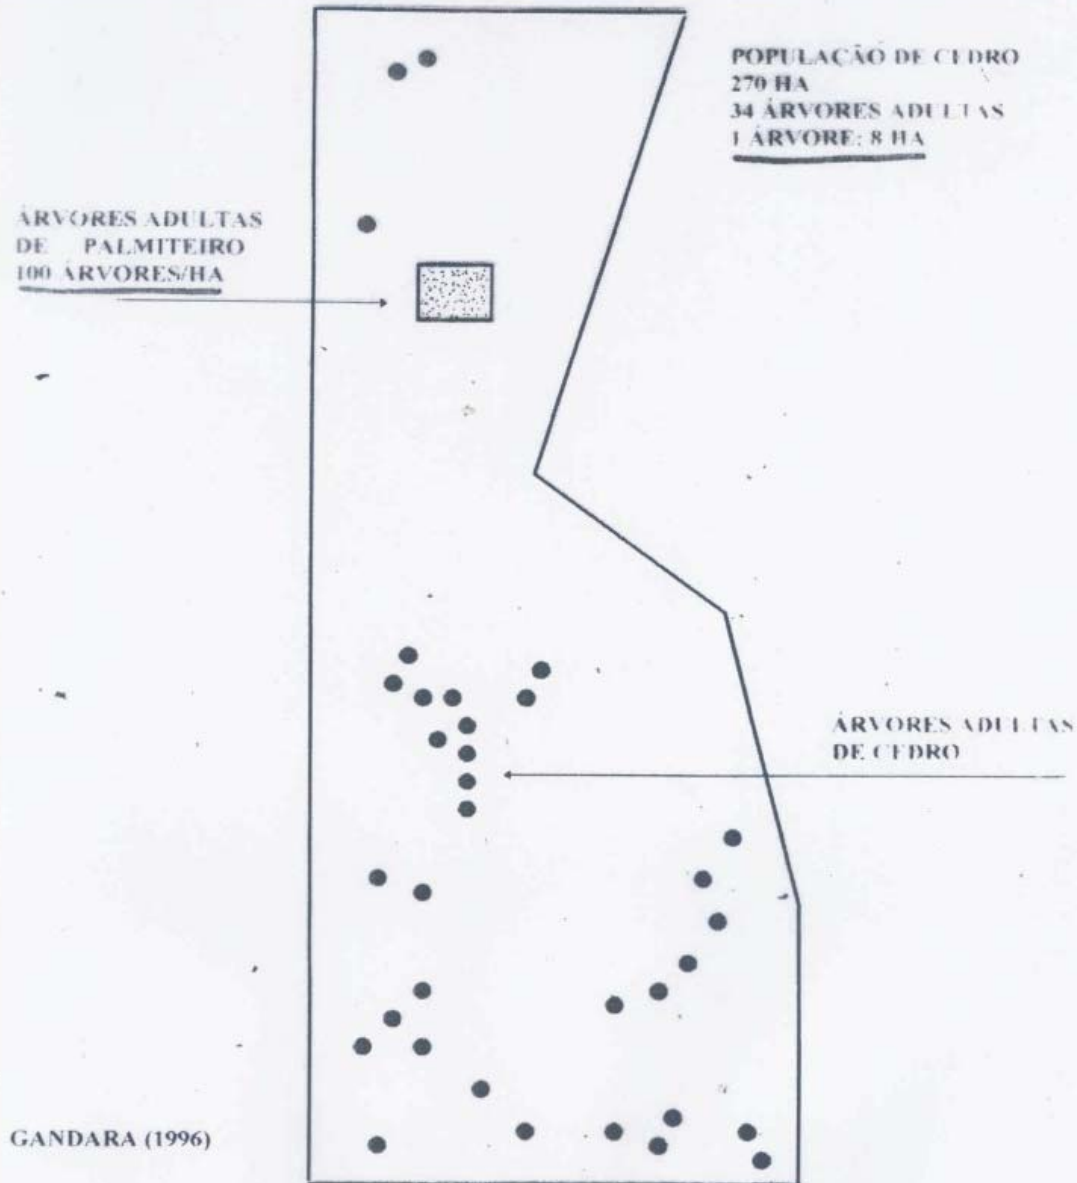 POPULAÇÃO DE CEDRO
270 HA
34 ÁRVORES ADULTAS
1 ÁRVORE: 8 HA
ÁRVORES ADULTAS
DE PALMITEIRO
100 ÁRVORES/HA
ÁRVORES ADULTAS
DE CEDRO
GANDARA (1996)